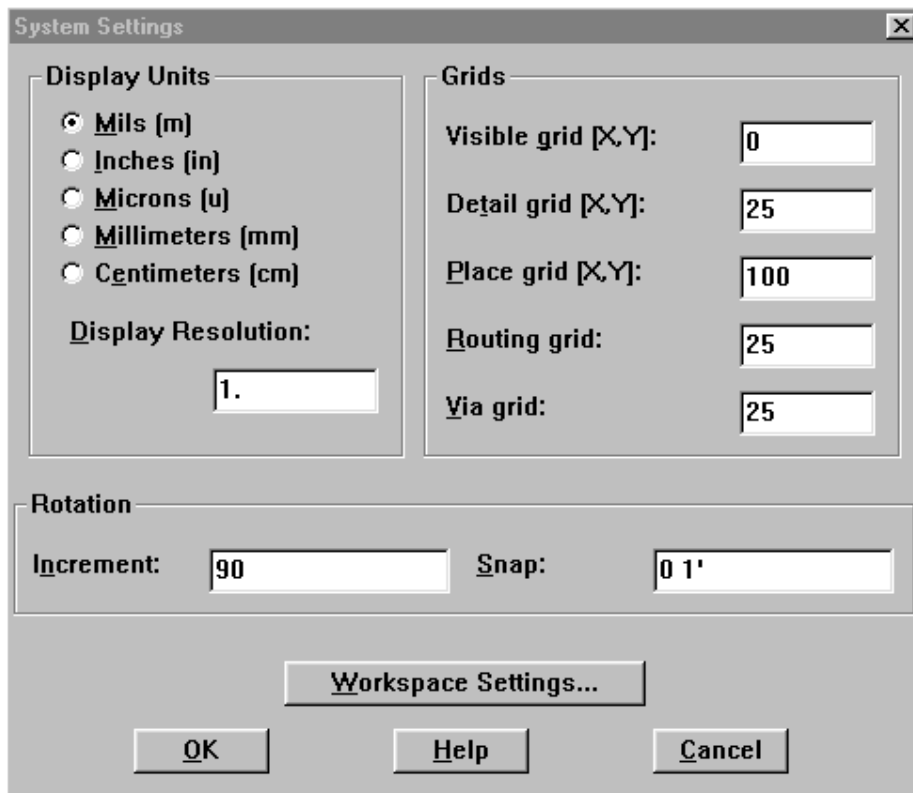 System Settings
Display Units
Mils (m)
Inches (in)
Microns (u)
Millimeters (mm)
Centimeters (cm)
Display Resolution:
1.
Grids
Visible grid [X,Y]: 0
Detail grid [X,Y]: 25
Place grid [X,Y]: 100
Routing grid: 25
Via grid: 25
Rotation
Increment: 90 Snap: 0 1'
Workspace Settings...
OK Help Cancel